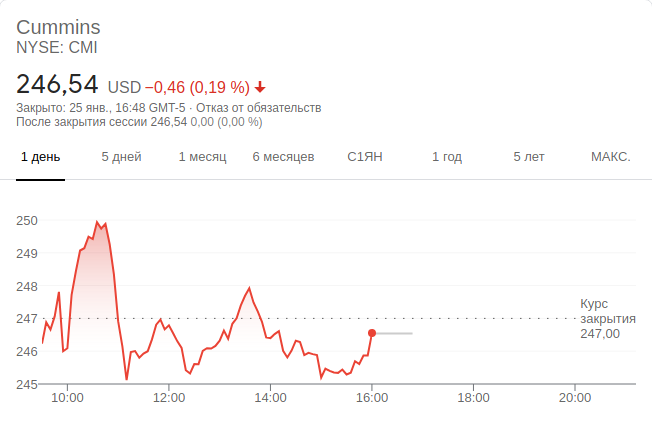 Cummins
NYSE: CMI
246,54 USD −0,46 (0,19 %)
Закрыто: 25 янв., 16:48 GMT-5 · Отказ от обязательств
После закрытия сессии 246,54 0,00 (0,00 %)
1 день 5 дней 1 месяц 6 месяцев С1ЯН 1 год 5 лет МАКС.
250
249
248
247
246
245
Курс
закрытия
247,00
10:00 12:00 14:00 16:00 18:00 20:00